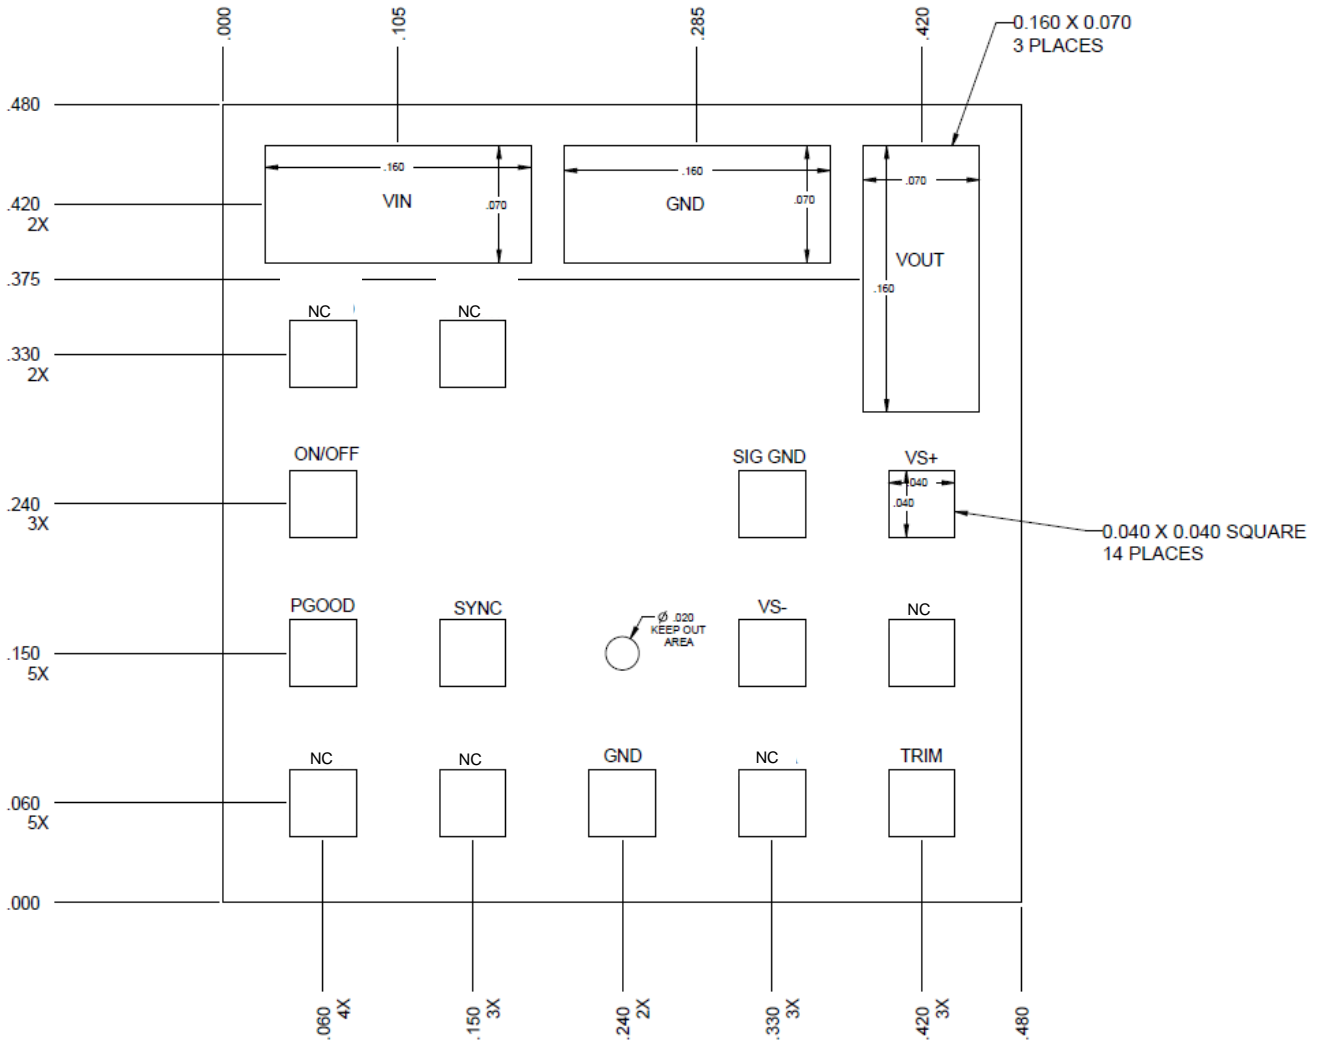 .000
.105
.285
.420
0.160 X 0.070
3 PLACES
.480
.160
.160
.070
VIN
.070
GND
.070
.420
2X
VOUT
.375
.160
NC
NC
.330
2X
ON/OFF
SIG GND
VS+
.040
.040
.240
3X
0.040 X 0.040 SQUARE
14 PLACES
PGOOD
SYNC
Ø .020
KEEP OUT
AREA
VS-
NC
.150
5X
NC
NC
GND
NC
TRIM
.060
5X
.000
.060 4X
.150 3X
.240 2X
.330 3X
.420 3X
.480